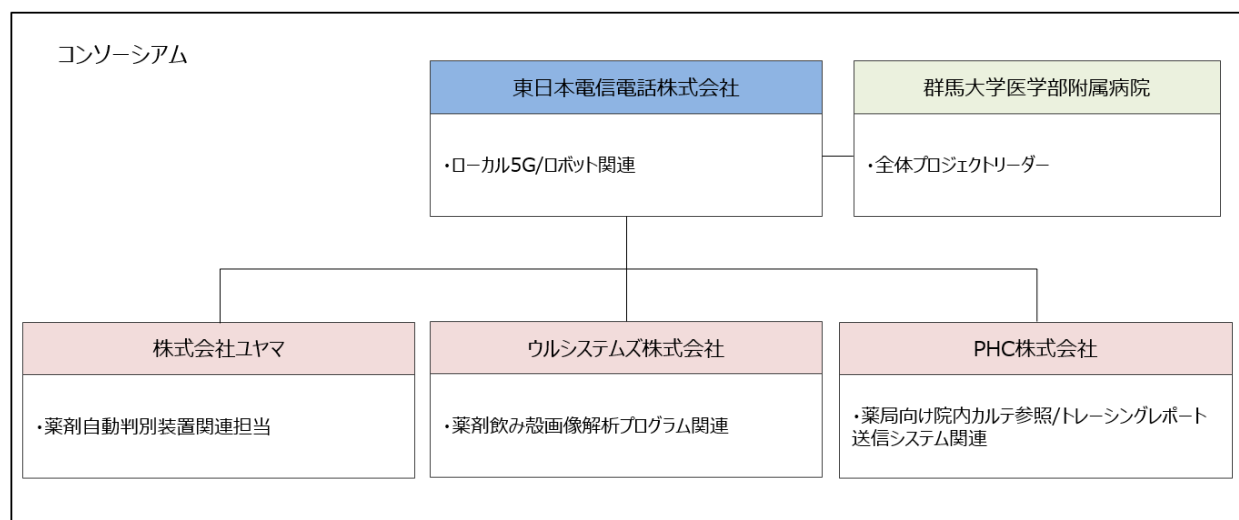 コンソーシアム
東日本電信電話株式会社
・ローカル5G/ロボット関連
群馬大学医学部附属病院
・全体プロジェクトリーダー
株式会社ユヤマ
・薬剤自動判別装置関連担当
ウルシステムズ株式会社
・薬剤飲み殻画像解析プログラム関連
PHC株式会社
・薬局向け院内カルテ参照/トレーシングレポート
送信システム関連